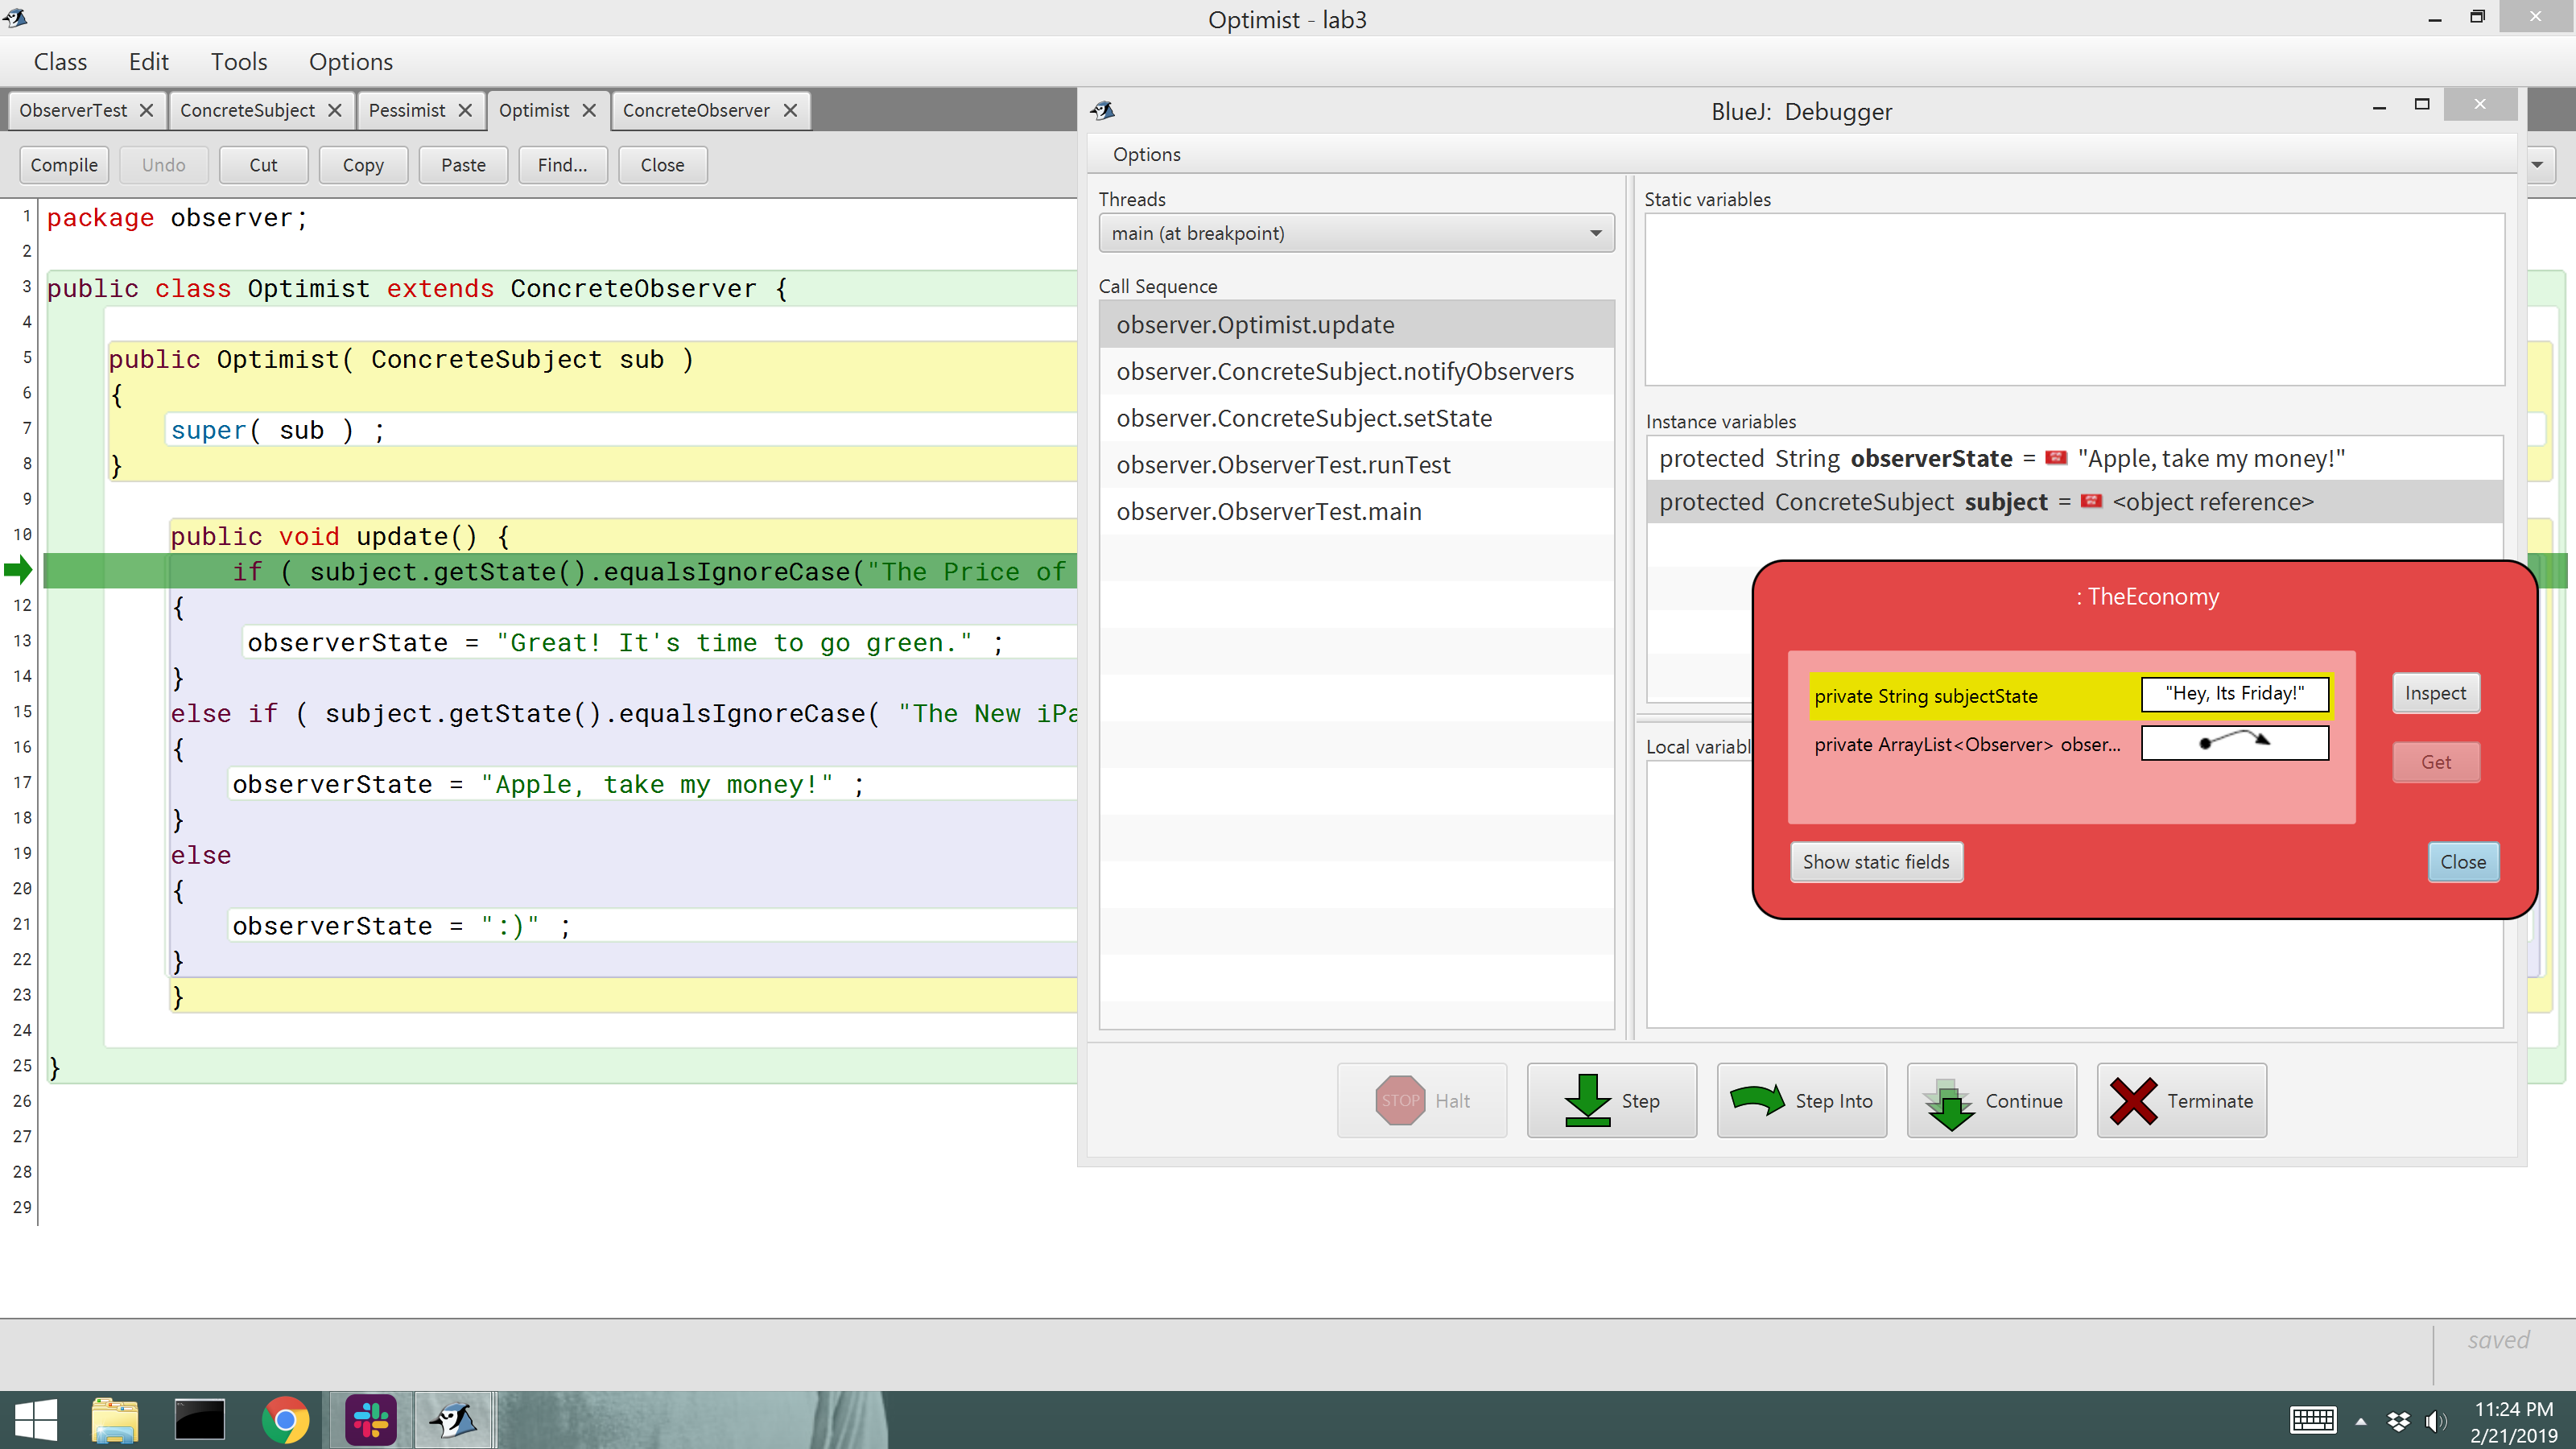 Optimist - lab3
Class Edit Tools Options
ObserverTest ConcreteSubject Pessimist Optimist ConcreteObserver
Compile Undo Cut Copy Paste Find... Close
1 package observer;
2
3 public class Optimist extends ConcreteObserver {
4
5 public Optimist( ConcreteSubject sub )
6 {
7 super( sub ) ;
8 }
9
10 public void update() {
if ( subject.getState().equalsIgnoreCase("The Price of
12 {
13 observerState = "Great! It's time to go green." ;
14 }
15 else if ( subject.getState().equalsIgnoreCase( "The New iPa
16 {
17 observerState = "Apple, take my money!" ;
18 }
19 else
20 {
21 observerState = ":)" ;
22 }
23 }
24
25 }
26
27
28
29
BlueJ: Debugger
Options
Threads
main (at breakpoint)
Call Sequence
observer.Optimist.update
observer.ConcreteSubject.notifyObservers
observer.ConcreteSubject.setState
observer.ObserverTest.runTest
observer.ObserverTest.main
Static variables
Instance variables
protected String observerState = "Apple, take my money!"
protected ConcreteSubject subject = <object reference>
Local variabl
: TheEconomy
private String subjectState "Hey, Its Friday!"
private ArrayList<Observer> obser...
Inspect
Get
Show static fields
Close
STOP Halt Step Step Into Continue Terminate
saved
11:24 PM
2/21/2019